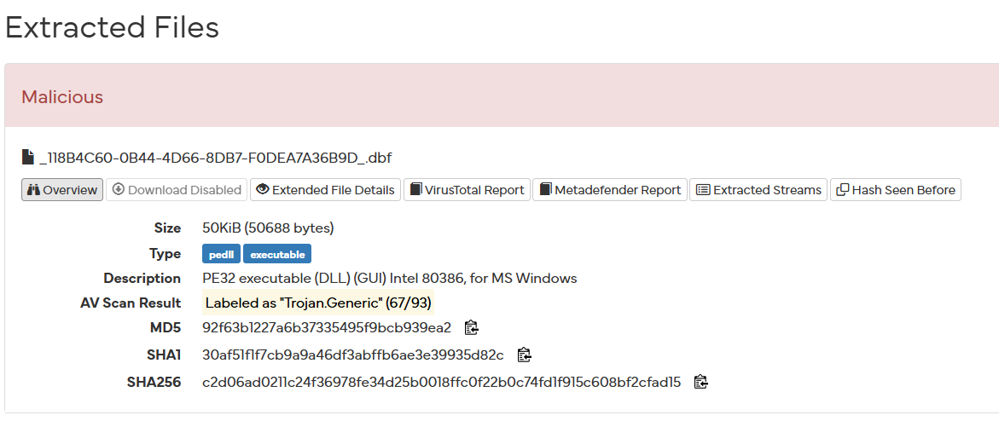 Extracted Files
Malicious
_118B4C60-0B44-4D66-8DB7-F0DEA7A36B9D_.dbf
Overview Download Disabled Extended File Details VirusTotal Report Metadefender Report Extracted Streams Hash Seen Before
Size 50KiB (50688 bytes)
Type pedll executable
Description PE32 executable (DLL) (GUI) Intel 80386, for MS Windows
AV Scan Result Labeled as "Trojan.Generic" (67/93)
MD5 92f63b1227a6b37335495f9bcb939ea2
SHA1 30af51f1f7cb9a9a46df3abffb6ae3e39935d82c
SHA256 c2d06ad0211c24f36978fe34d25b0018ffc0f22b0c74fd1f915c608bf2cfad15